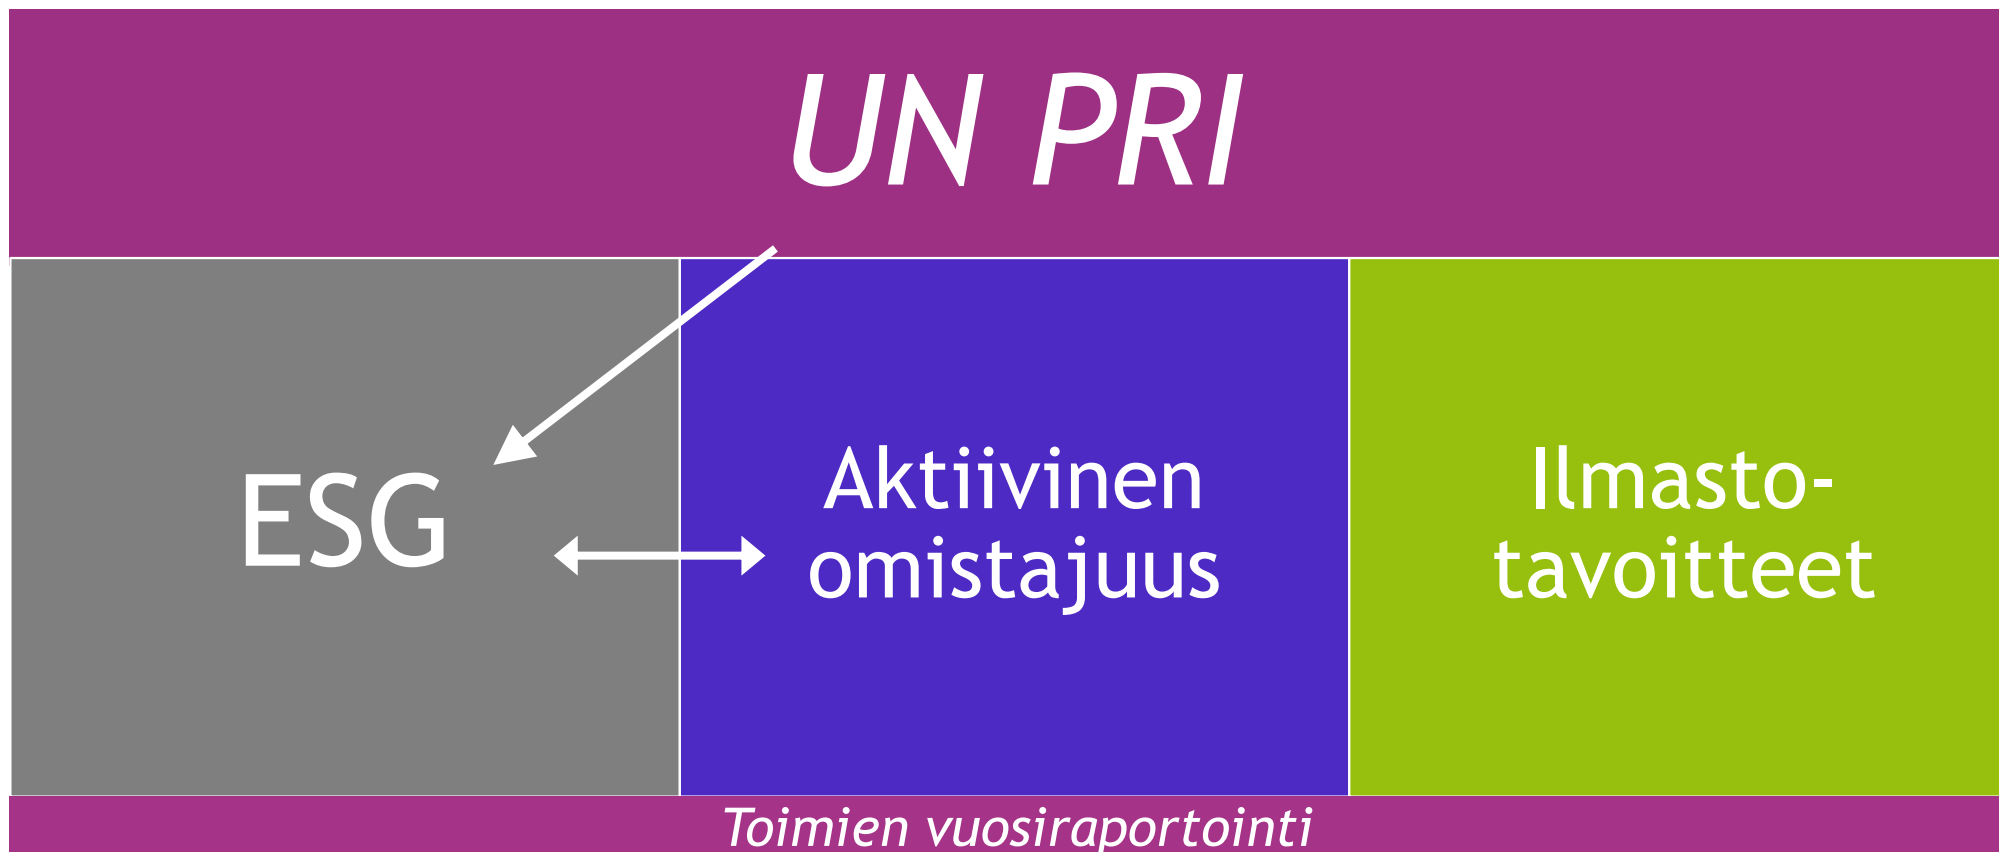 UN PRI
ESG
Aktiivinen
omistajuus
Ilmasto-
tavoitteet
Toimien vuosiraportointi